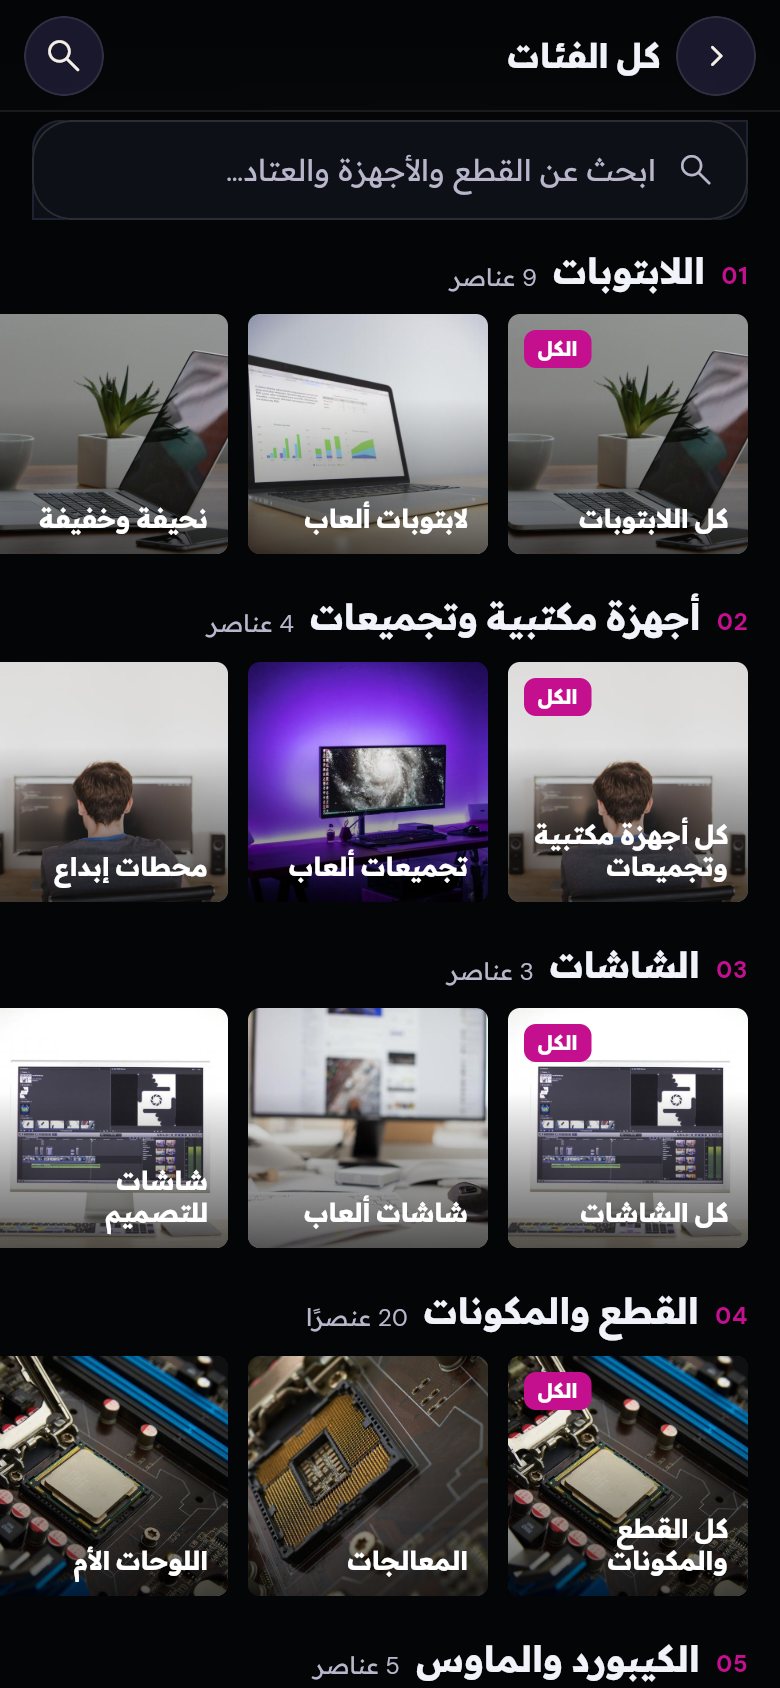 كل الفئات
ابحث عن القطع والأجهزة والعتاد...
01 اللابتوبات 9 عناصر
الكل
كل اللابتوبات
لابتوبات ألعاب
نحيفة وخفيفة
02 أجهزة مكتبية وتجميعات 4 عناصر
الكل
كل أجهزة مكتبية
وتجميعات
تجميعات ألعاب
محطات إبداع
03 الشاشات 3 عناصر
الكل
كل الشاشات
شاشات ألعاب
شاشات
للتصميم
04 القطع والمكونات 20 عنصرًا
الكل
كل القطع
والمكونات
المعالجات
اللوحات الأم
05 الكيبورد والماوس 5 عناصر